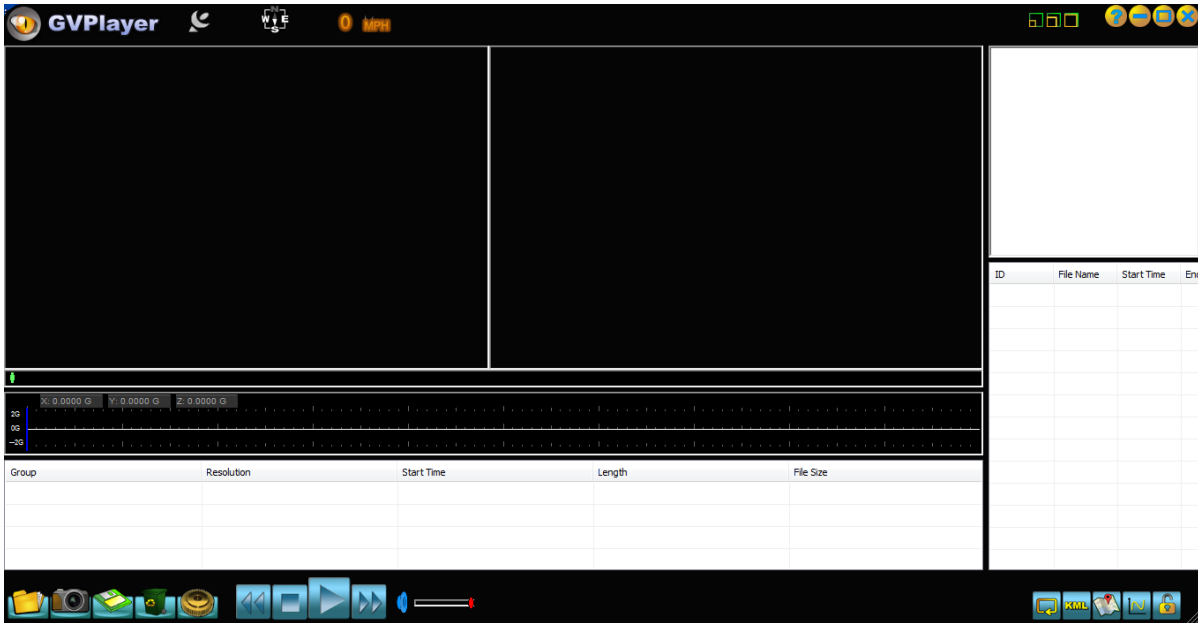 GVPlayer
N
W E
S
0 MPH
?
ID File Name Start Time En
X: 0.0000 G Y: 0.0000 G Z: 0.0000 G
2G
0G
—2G
Group Resolution Start Time Length File Size
KML